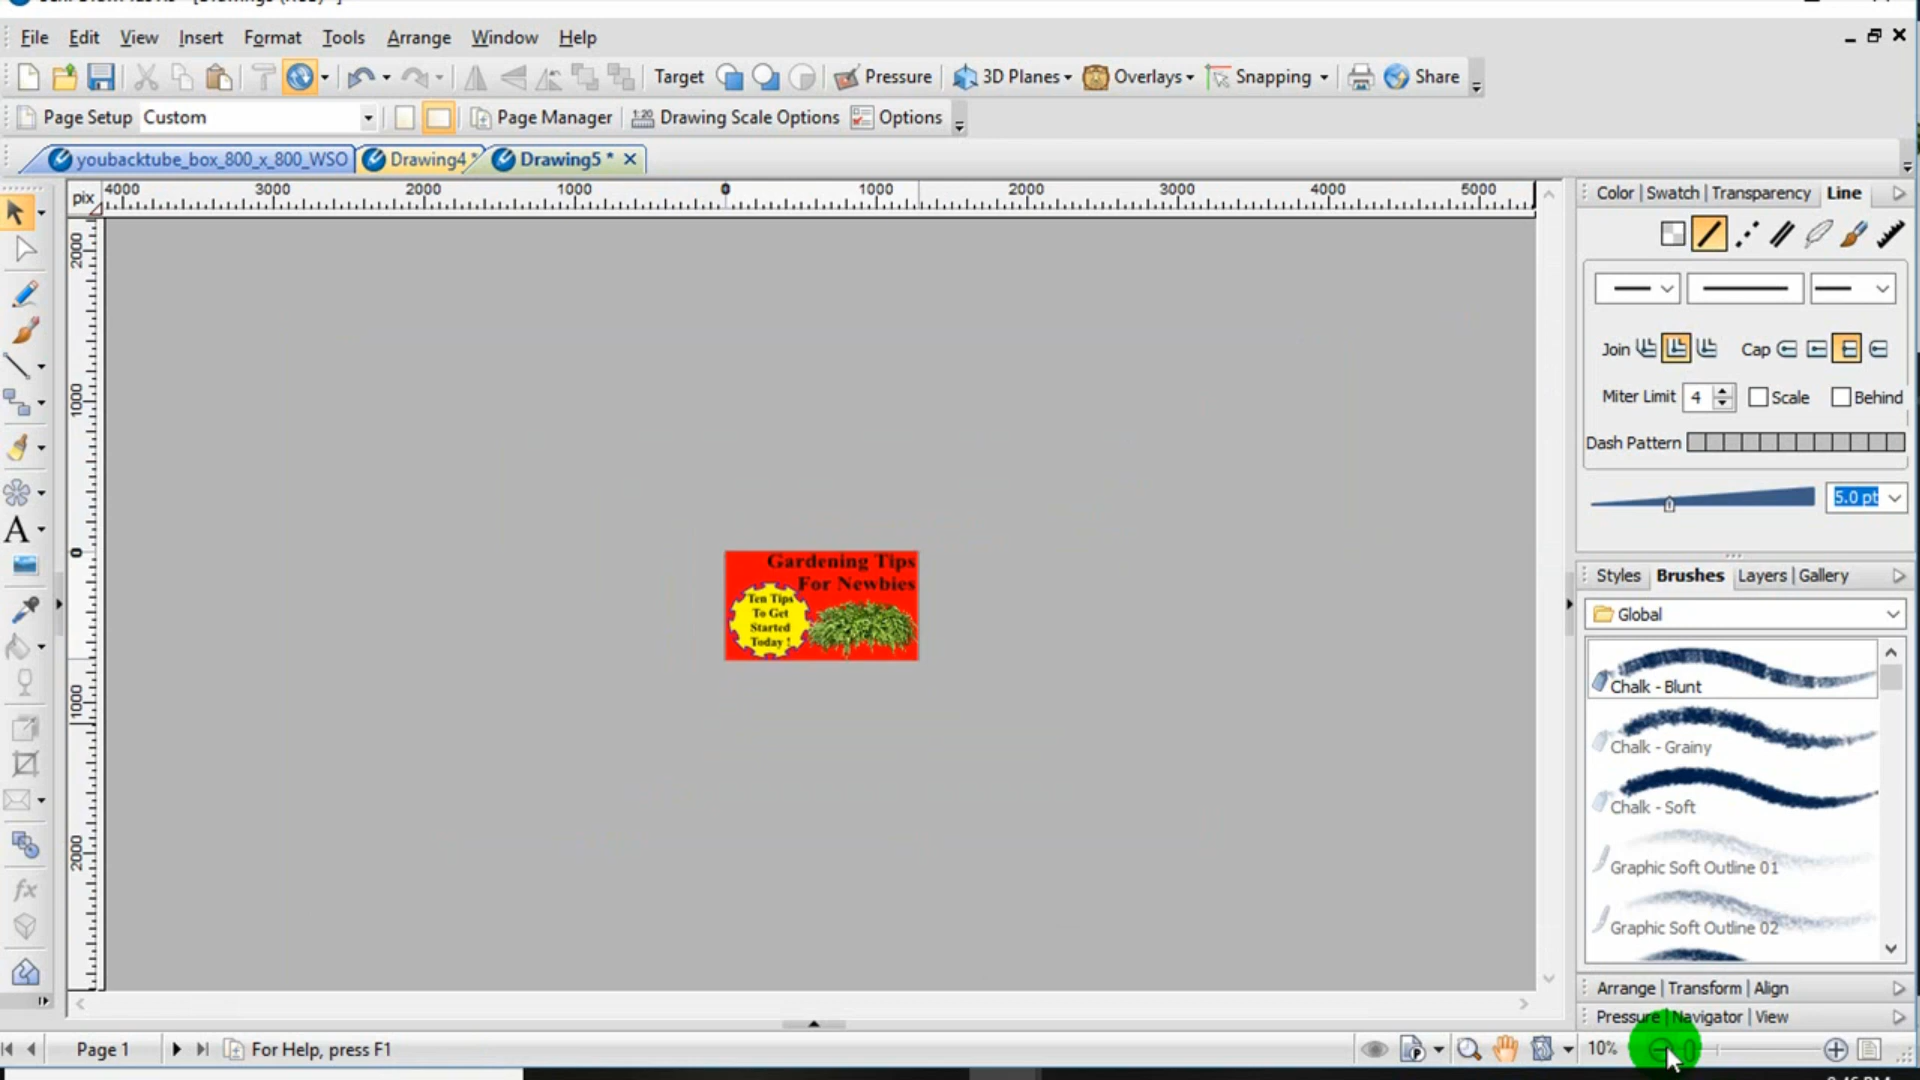 File Edit View Insert Format Tools Arrange Window Help
Target Pressure 3D Planes Overlays Snapping Share
Page Setup Custom Page Manager 1:20 Drawing Scale Options Options
youbacktube_box_800_x_800_WSO Drawing4 * Drawing5 *
pix 4000 3000 2000 1000 0 1000 2000 3000 4000 5000
2000
1000
0
1000
2000
Gardening Tips
For Newbies
Ten Tips
To Get
Started
Today !
Color | Swatch | Transparency Line
Join Cap
Miter Limit 4 Scale Behind
Dash Pattern
5.0 pt
Styles Brushes Layers | Gallery
Global
Chalk - Blunt
Chalk - Grainy
Chalk - Soft
Graphic Soft Outline 01
Graphic Soft Outline 02
Arrange | Transform | Align
Pressure | Navigator | View
Page 1 For Help, press F1 10%